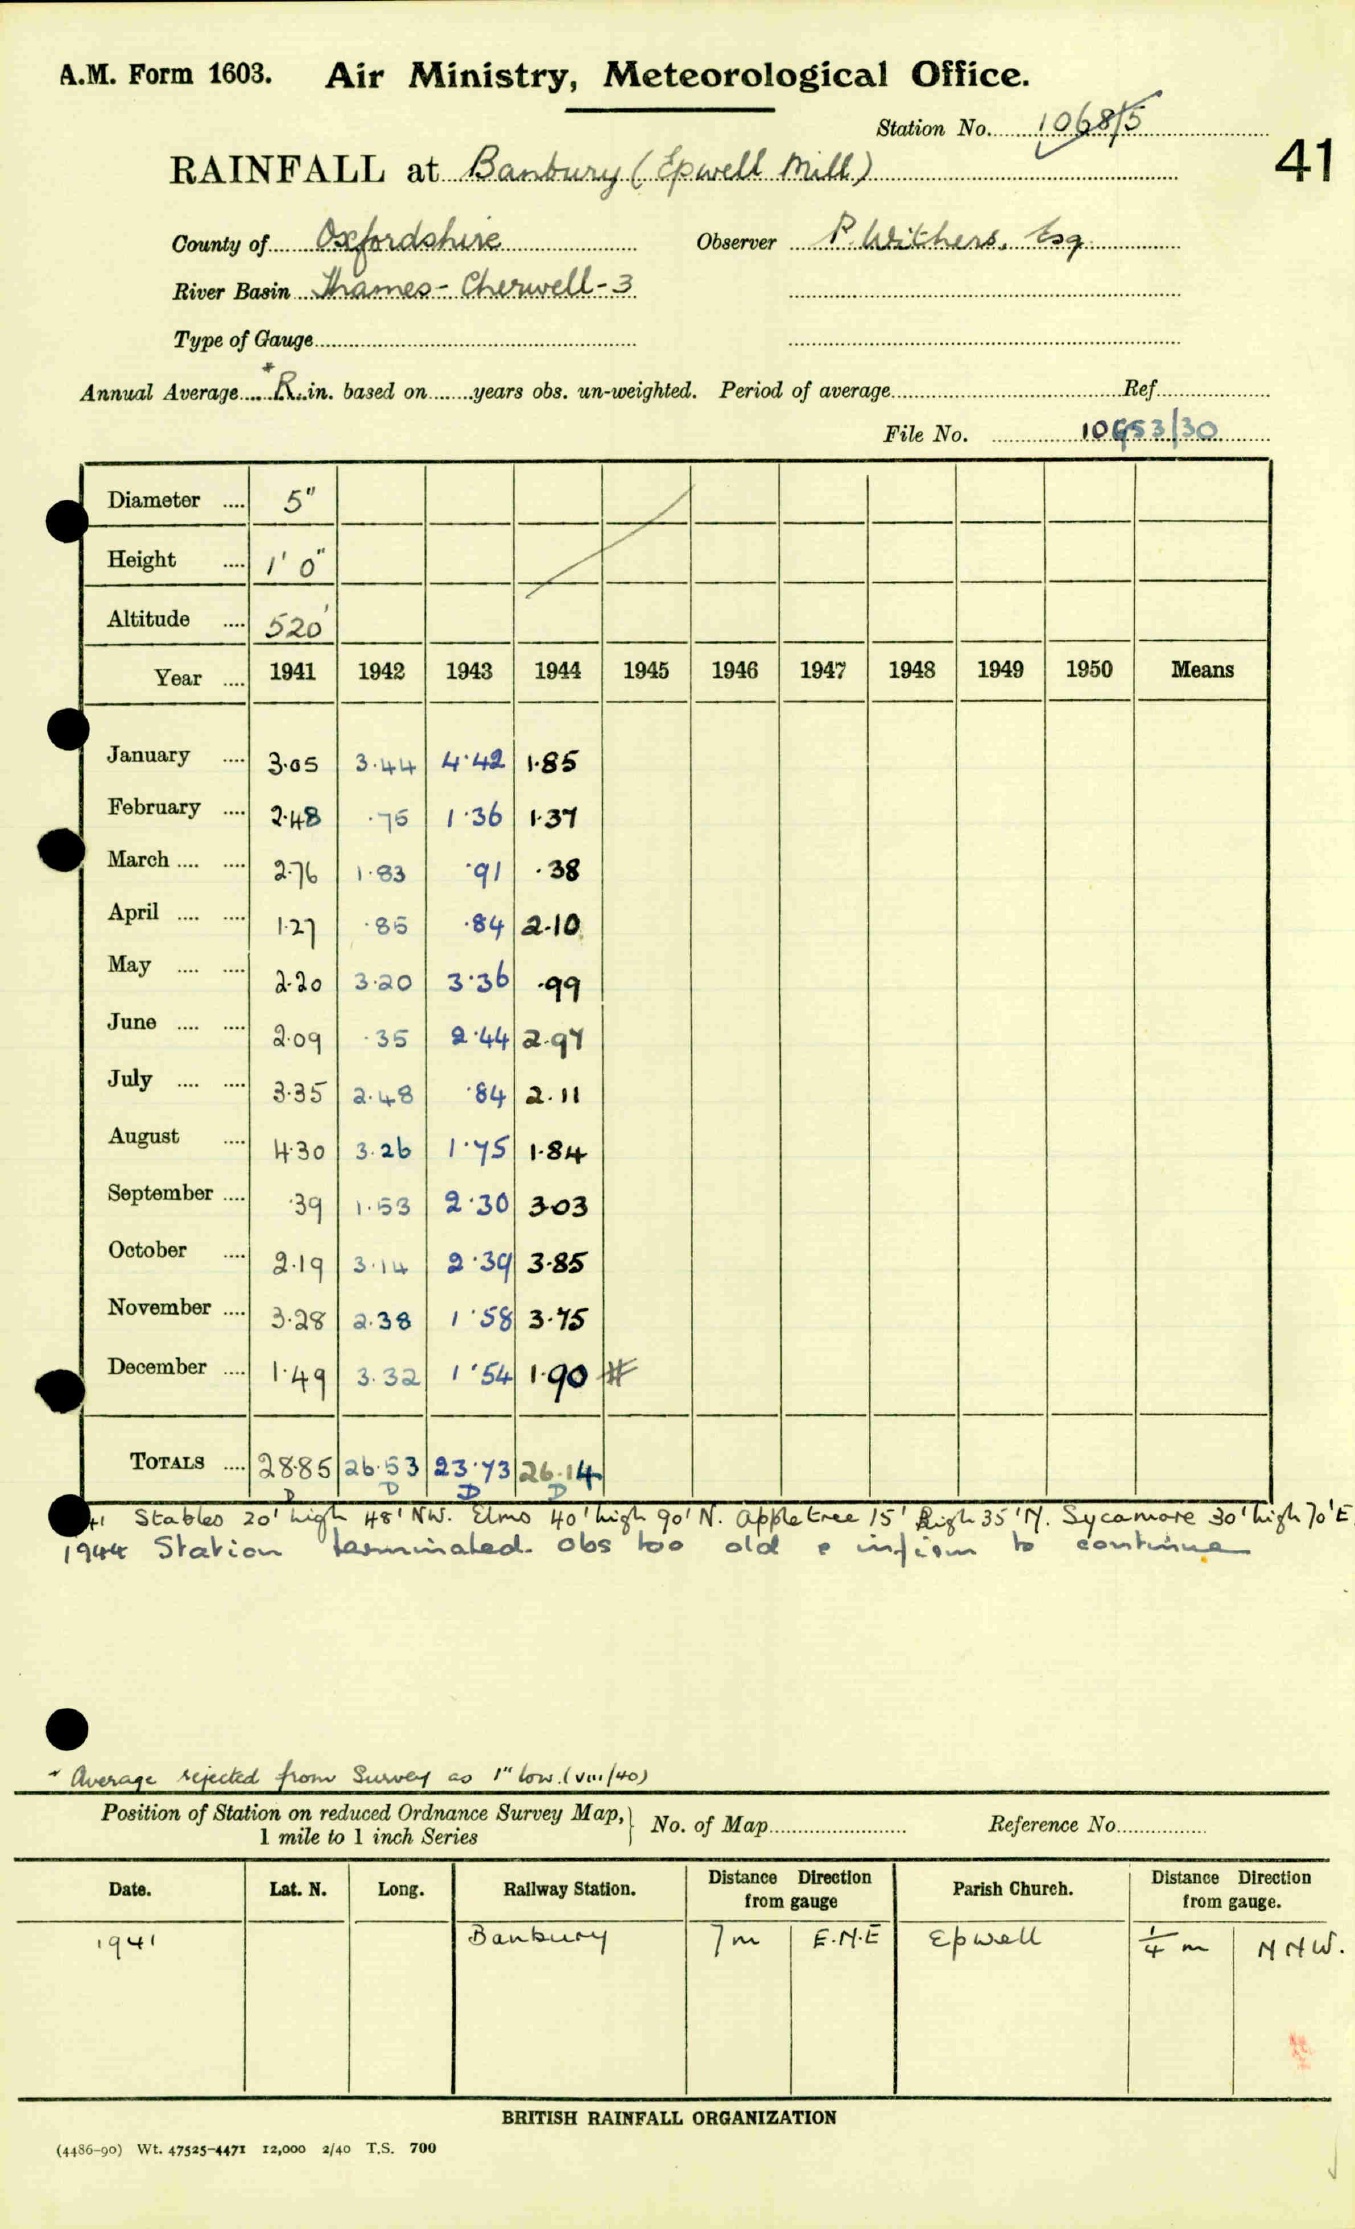 A.M. Form 1603. Air Ministry, Meteorological Office.
Station No. 1068/5
41
RAINFALL at Banbury (Epwell Mill)
County of Oxfordshire Observer P. Withers, Esq
River Basin Thames - Cherwell - 3
Type of Gauge
Annual Average *R. in. based on years obs. un-weighted. Period of average Ref
File No. 10653/30
Diameter 5"
Height 1' 0"
Altitude 520'
Year 1941 1942 1943 1944 1945 1946 1947 1948 1949 1950 Means
January 3.05 3.44 4.42 1.85
February 2.48 .75 1.36 1.37
March 2.76 1.83 .91 .38
April 1.27 .85 .84 2.10
May 2.20 3.20 3.36 .99
June 2.09 .35 2.44 2.97
July 3.35 2.48 .84 2.11
August 4.30 3.26 1.75 1.84
September .39 1.53 2.30 3.03
October 2.19 3.14 2.39 3.85
November 3.28 2.38 1.58 3.75
December 1.49 3.32 1.54 1.90 #
TOTALS 28.85 26.53 23.73 26.14
D D D D
41 Stables 20' high 48' NW. Elms 40' high 90' N. Appletree 15' high 35' N. Sycamore 30' high 70' E.
1944 Station terminated. Obs too old & infirm to continue
* Average rejected from Survey as 1" low. (VIII/40)
Position of Station on reduced Ordnance Survey Map, } No. of Map Reference No.
1 mile to 1 inch Series
Date. Lat. N. Long. Railway Station. Distance Direction from gauge Parish Church. Distance Direction from gauge.
1941 Banbury 7m E.N.E Epwell 1/4 m NNW.
BRITISH RAINFALL ORGANIZATION
(4486-90) Wt. 47525-4471 12,000 2/40 T.S. 700